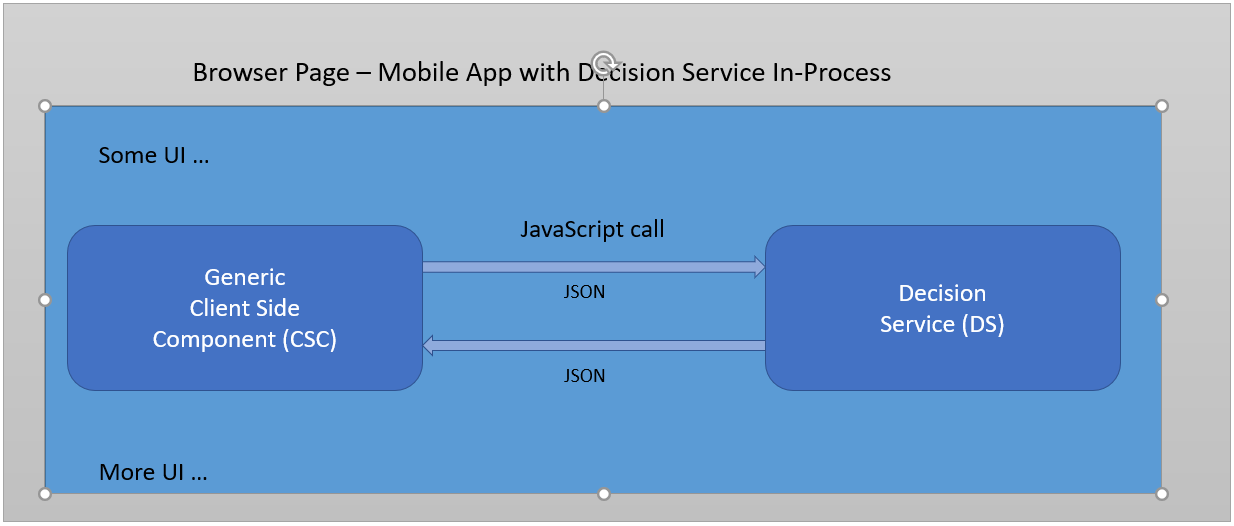 Browser Page – Mobile App with Decision Service In-Process
Some UI ...
JavaScript call
Generic
Client Side
Component (CSC)
JSON
Decision
Service (DS)
JSON
More UI ...